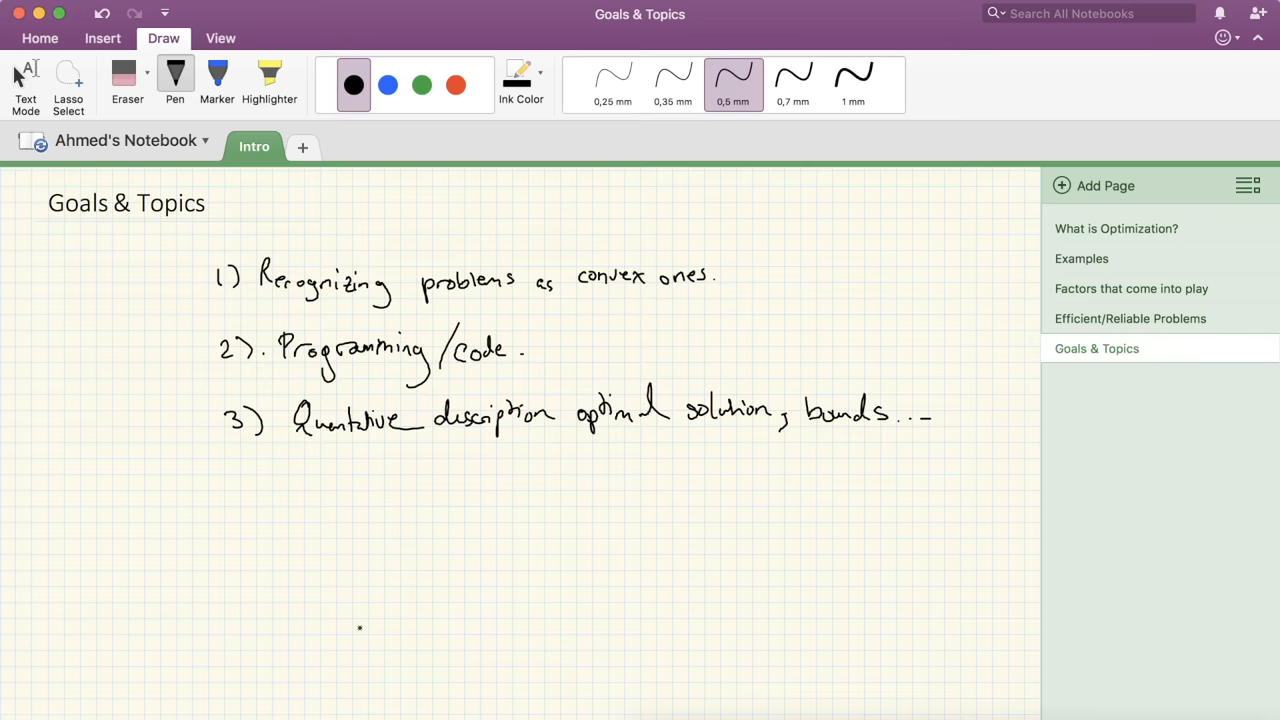 Goals & Topics
Search All Notebooks
Home Insert Draw View
Text Mode
Lasso Select
Eraser
Pen
Marker
Highlighter
Ink Color
0,25 mm
0,35 mm
0,5 mm
0,7 mm
1 mm
Ahmed's Notebook
Intro
Goals & Topics
1) Recognizing problems as convex ones.
2). Programming/code.
3) Quantative description optimal solution, bounds...
Add Page
What is Optimization?
Examples
Factors that come into play
Efficient/Reliable Problems
Goals & Topics